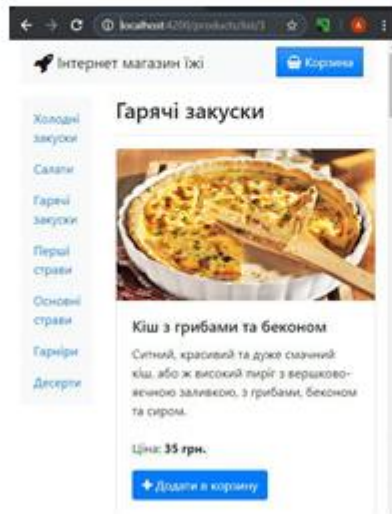 localhost:4200/products/list/3
Інтернет магазин їжі
Корзина
Холодні
закуски
Салати
Гарячі
закуски
Перші
страви
Основні
страви
Гарніри
Десерти
Гарячі закуски
Кіш з грибами та беконом
Ситний, красивий та дуже смачний
кіш, або ж високий пиріг з вершково-
яєчною заливкою, з грибами, беконом
та сиром.
Ціна: 35 грн.
Додати в корзину